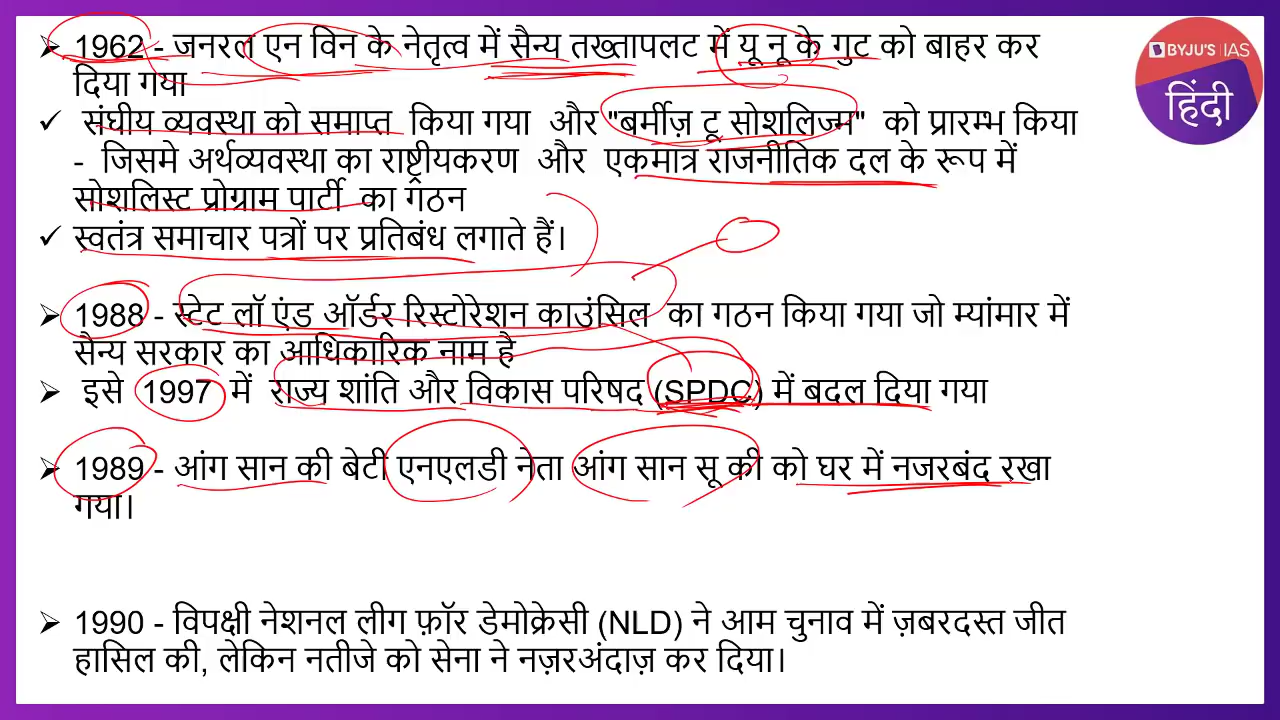 1962 - जनरल एन विन के नेतृत्व में सैन्य तख्तापलट में यू नू के गुट को बाहर कर
दिया गया
संघीय व्यवस्था को समाप्त किया गया और "बर्मीज़ टू सोशलिज्म" को प्रारम्भ किया
- जिसमे अर्थव्यवस्था का राष्ट्रीयकरण और एकमात्र राजनीतिक दल के रूप में
सोशलिस्ट प्रोग्राम पार्टी का गठन
स्वतंत्र समाचार पत्रों पर प्रतिबंध लगाते हैं।
1988 - स्टेट लॉ एंड ऑर्डर रिस्टोरेशन काउंसिल का गठन किया गया जो म्यांमार में
सैन्य सरकार का आधिकारिक नाम है
इसे 1997 में राज्य शांति और विकास परिषद (SPDC) में बदल दिया गया
1989 - आंग सान की बेटी एनएलडी नेता आंग सान सू की को घर में नजरबंद रखा
गया।
1990 - विपक्षी नेशनल लीग फ़ॉर डेमोक्रेसी (NLD) ने आम चुनाव में ज़बरदस्त जीत
हासिल की, लेकिन नतीजे को सेना ने नज़रअंदाज़ कर दिया।
BYJU'S IAS
हिंदी